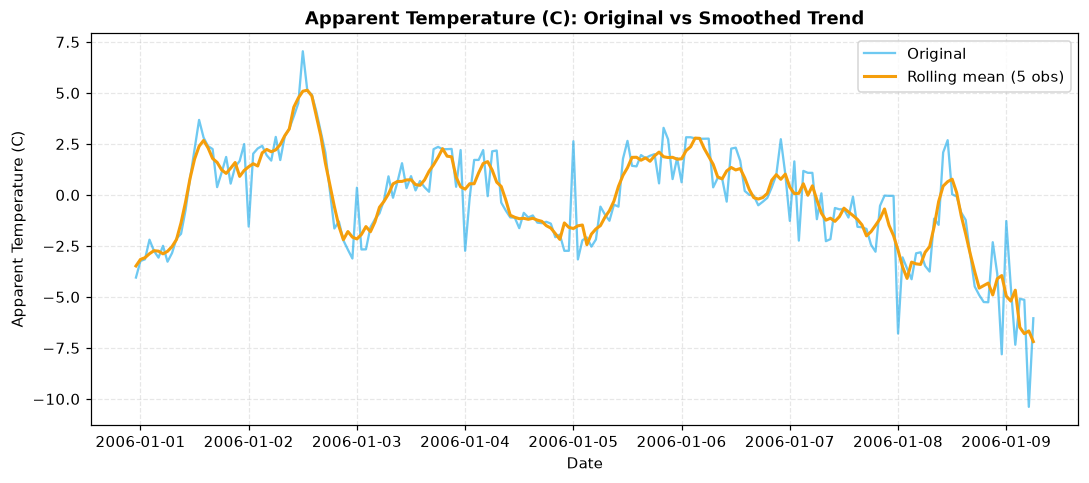 Apparent Temperature (C): Original vs Smoothed Trend
Original
Rolling mean (5 obs)
Apparent Temperature (C)
7.5
5.0
2.5
0.0
−2.5
−5.0
−7.5
−10.0
2006-01-01 2006-01-02 2006-01-03 2006-01-04 2006-01-05 2006-01-06 2006-01-07 2006-01-08 2006-01-09
Date